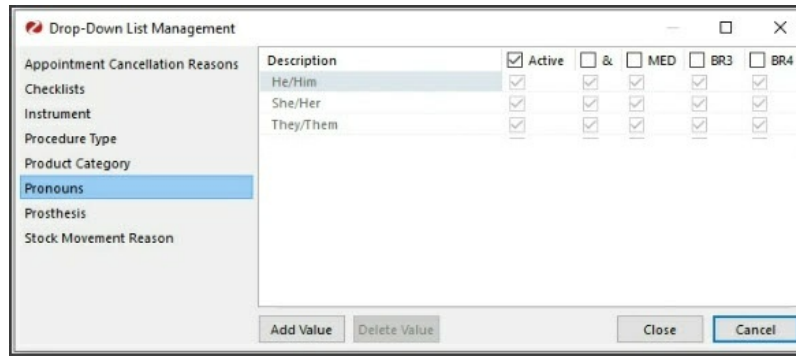 Drop-Down List Management
Appointment Cancellation Reasons
Checklists
Instrument
Procedure Type
Product Category
Pronouns
Prosthesis
Stock Movement Reason
Description Active & MED BR3 BR4
He/Him
She/Her
They/Them
Add Value Delete Value Close Cancel